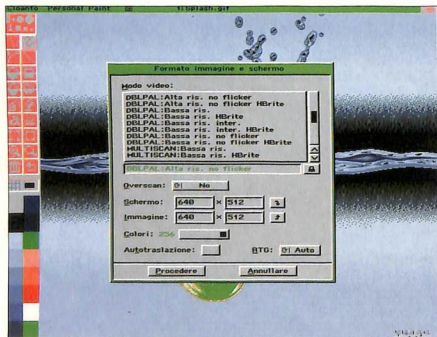 Cloanto Personal Paint filSplash.gif
Formato immagine e schermo
Modo video:
DBLPAL:Alta ris. no flicker
DBLPAL:Alta ris. no flicker HBrite
DBLPAL:Bassa ris.
DBLPAL:Bassa ris. HBrite
DBLPAL:Bassa ris. inter.
DBLPAL:Bassa ris. inter. HBrite
DBLPAL:Bassa ris. no flicker
DBLPAL:Bassa ris. no flicker HBrite
MULTISCAN:Bassa ris.
MULTISCAN:Bassa ris. HBrite
DBLPAL:Alta ris. no flicker
Overscan: No
Schermo: 640 × 512
Immagine: 640 × 512
Colori: 256
Autotraslazione: RTG: Auto
Procedere Annullare